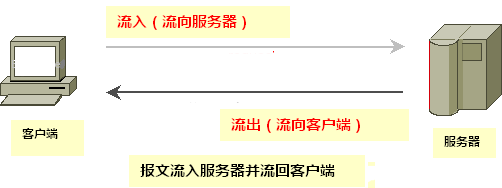 流入（流向服务器）
流出（流向客户端）
客户端
服务器
报文流入服务器并流回客户端